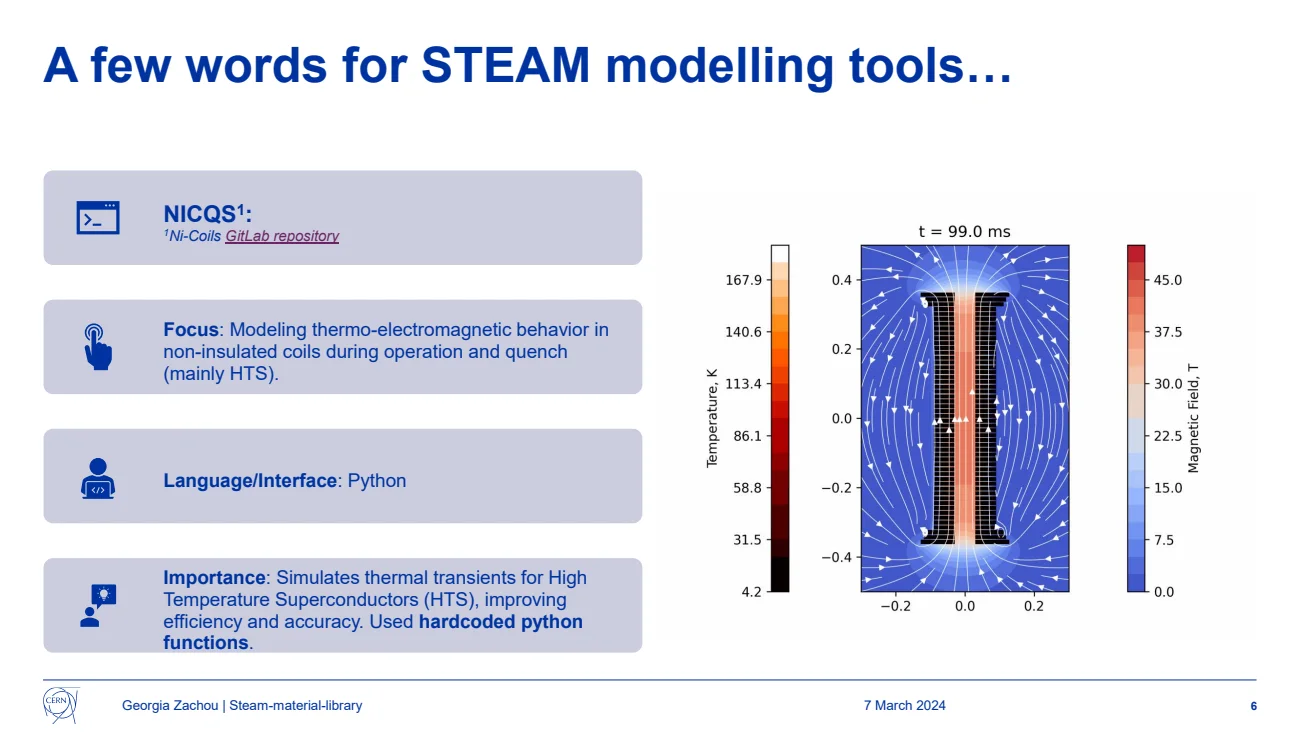 A few words for STEAM modelling tools…
NICQS¹:
¹Ni-Coils GitLab repository
Focus: Modeling thermo-electromagnetic behavior in
non-insulated coils during operation and quench
(mainly HTS).
Language/Interface: Python
Importance: Simulates thermal transients for High
Temperature Superconductors (HTS), improving
efficiency and accuracy. Used hardcoded python
functions.
t = 99.0 ms
Temperature, K
167.9
140.6
113.4
86.1
58.8
31.5
4.2
0.4
0.2
0.0
−0.2
−0.4
−0.2 0.0 0.2
45.0
37.5
30.0
22.5
15.0
7.5
0.0
Magnetic Field, T
CERN
Georgia Zachou | Steam-material-library
7 March 2024
6